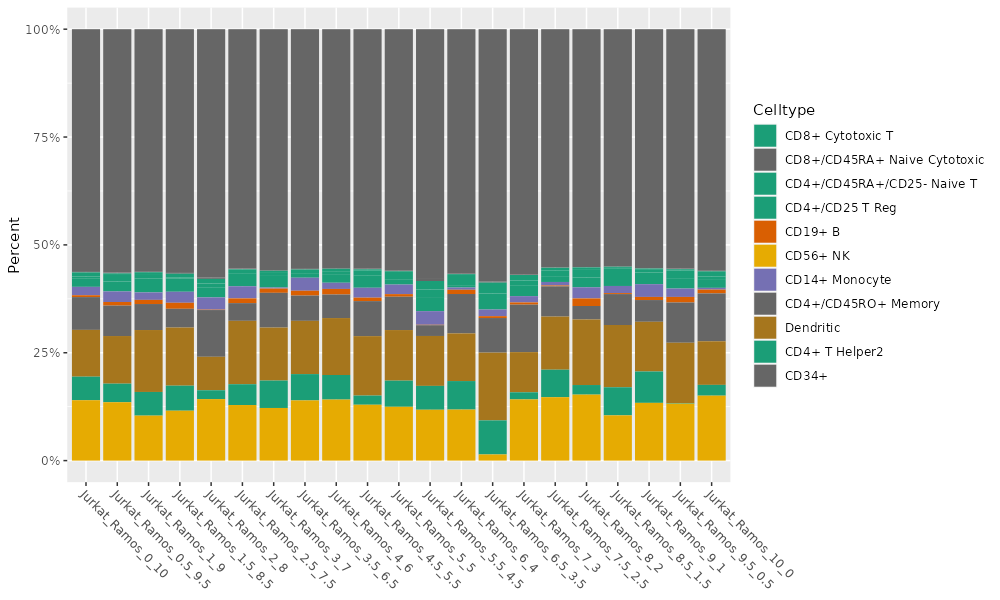 100%
75%
50%
25%
0%
Percent
Jurkat_Ramos_0_10
Jurkat_Ramos_0.5_9.5
Jurkat_Ramos_1_9
Jurkat_Ramos_1.5_8.5
Jurkat_Ramos_2_8
Jurkat_Ramos_2.5_7.5
Jurkat_Ramos_3_7
Jurkat_Ramos_3.5_6.5
Jurkat_Ramos_4_6
Jurkat_Ramos_4.5_5.5
Jurkat_Ramos_5_5
Jurkat_Ramos_5.5_4.5
Jurkat_Ramos_6_4
Jurkat_Ramos_6.5_3.5
Jurkat_Ramos_7_3
Jurkat_Ramos_7.5_2.5
Jurkat_Ramos_8_2
Jurkat_Ramos_8.5_1.5
Jurkat_Ramos_9_1
Jurkat_Ramos_9.5_0.5
Jurkat_Ramos_10_0
Celltype
CD8+ Cytotoxic T
CD8+/CD45RA+ Naive Cytotoxic
CD4+/CD45RA+/CD25- Naive T
CD4+/CD25 T Reg
CD19+ B
CD56+ NK
CD14+ Monocyte
CD4+/CD45RO+ Memory
Dendritic
CD4+ T Helper2
CD34+